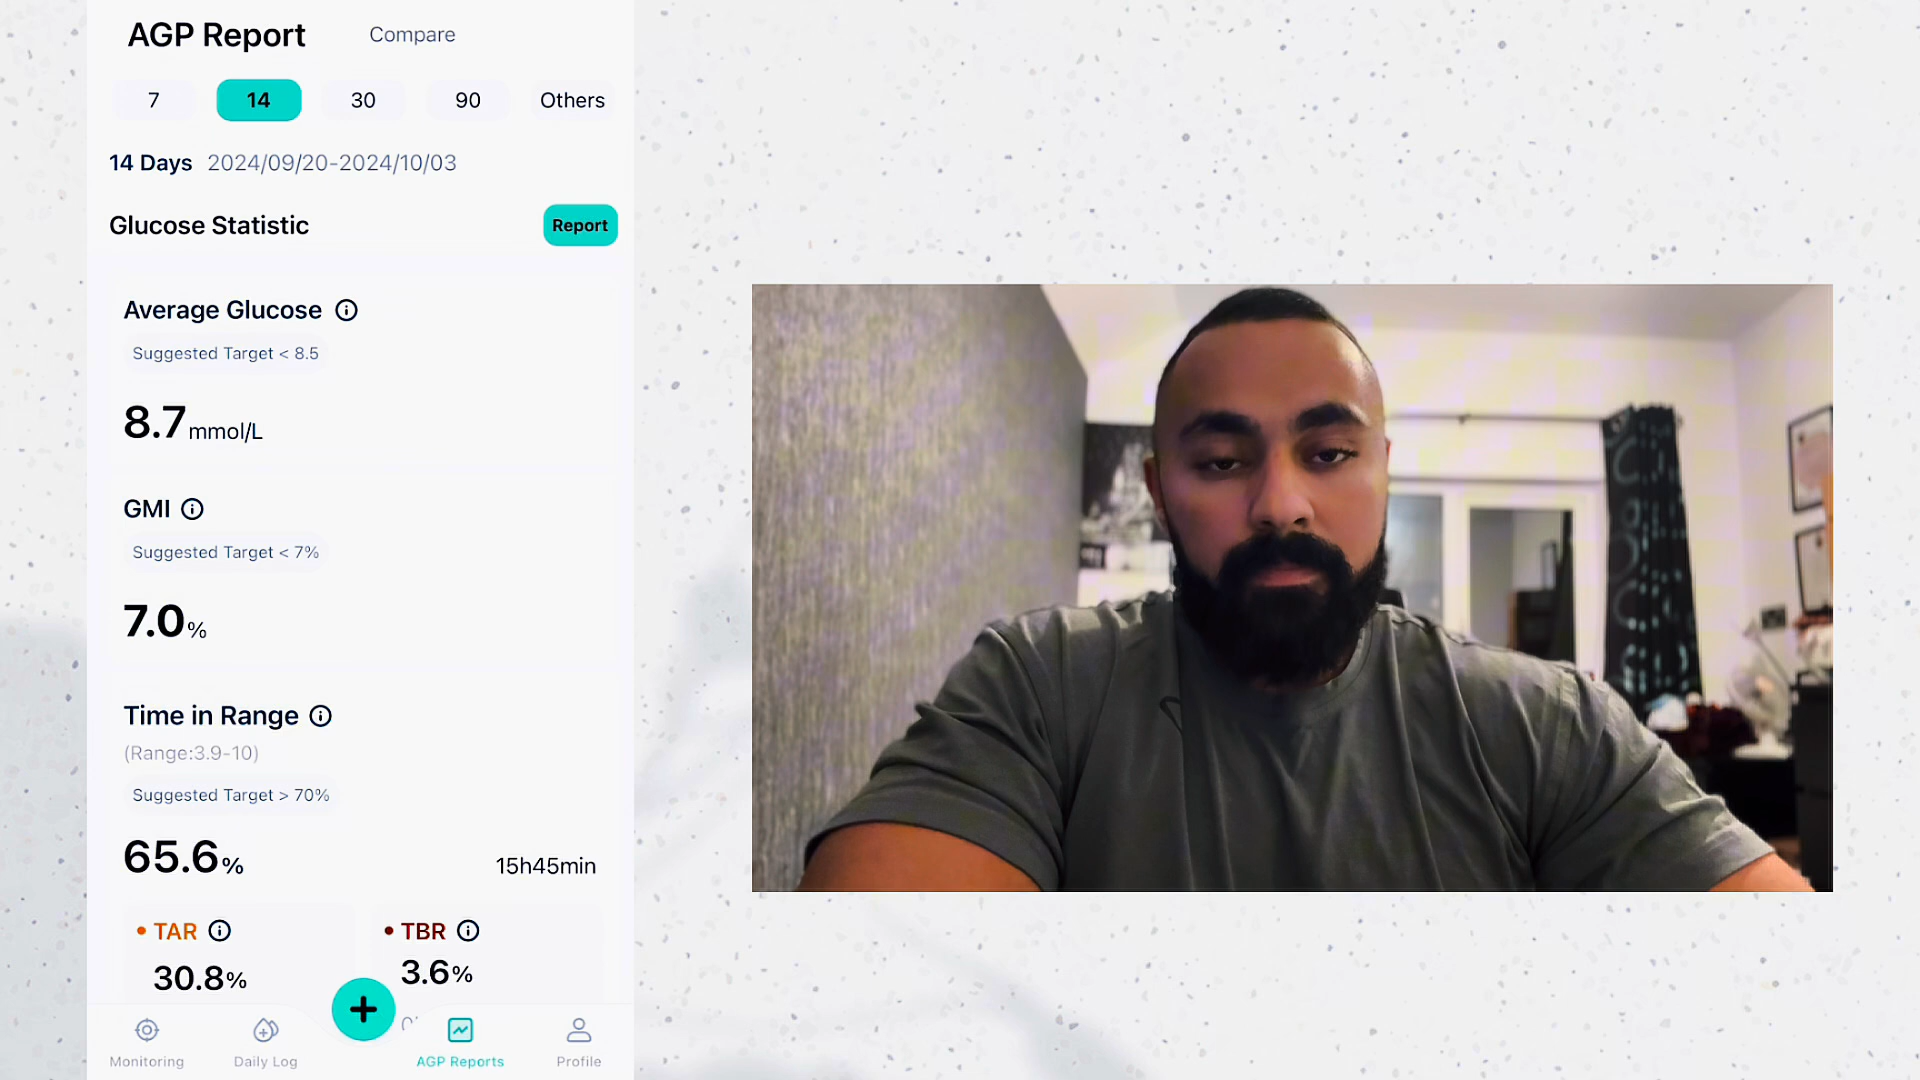 AGP Report Compare
7 14 30 90 Others
14 Days 2024/09/20-2024/10/03
Glucose Statistic Report
Average Glucose
Suggested Target < 8.5
8.7 mmol/L
GMI
Suggested Target < 7%
7.0 %
Time in Range
(Range:3.9-10)
Suggested Target > 70%
65.6 % 15h45min
TAR TBR
30.8% 3.6%
Monitoring Daily Log AGP Reports Profile